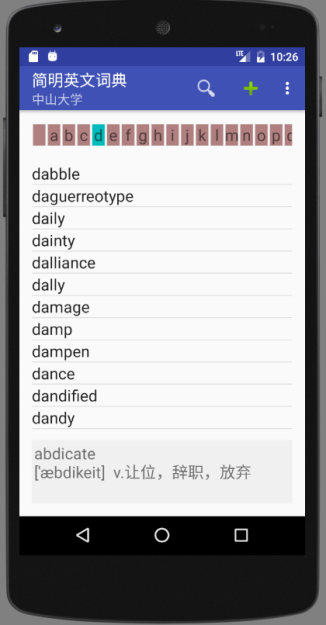 10:26
简明英文词典
中山大学
a b c d e f g h i j k l m n o p
dabble
daguerreotype
daily
dainty
dalliance
dally
damage
damp
dampen
dance
dandified
dandy
abdicate
[ˈæbdikeit] v.让位，辞职，放弃